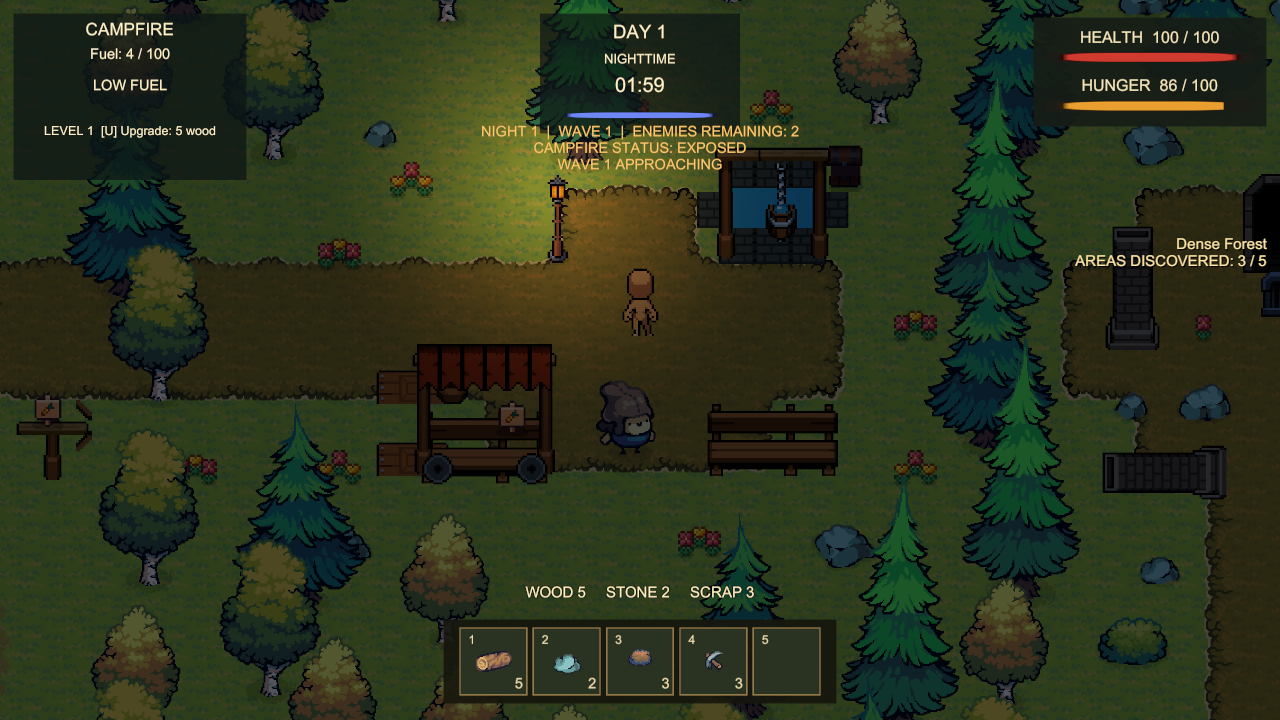 CAMPFIRE
Fuel: 4 / 100
LOW FUEL
LEVEL 1 [U] Upgrade: 5 wood
DAY 1
NIGHTTIME
01:59
NIGHT 1 | WAVE 1 | ENEMIES REMAINING: 2
CAMPFIRE STATUS: EXPOSED
WAVE 1 APPROACHING
HEALTH 100 / 100
HUNGER 86 / 100
Dense Forest
AREAS DISCOVERED: 3 / 5
WOOD 5 STONE 2 SCRAP 3
1 2 3 4 5
5 2 3 3